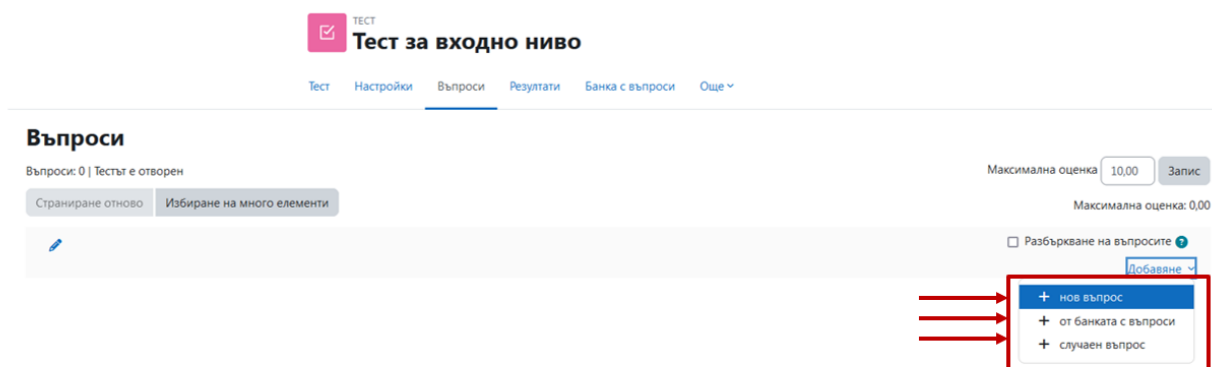 ТЕСТ
Тест за входно ниво
Тест Настройки Въпроси Резултати Банка с въпроси Още
Въпроси
Въпроси: 0 | Тестът е отворен
Максимална оценка 10,00 Запис
Страниране отново Избиране на много елементи
Максимална оценка: 0,00
Разбъркване на въпросите ?
Добавяне
+ нов въпрос
+ от банката с въпроси
+ случаен въпрос